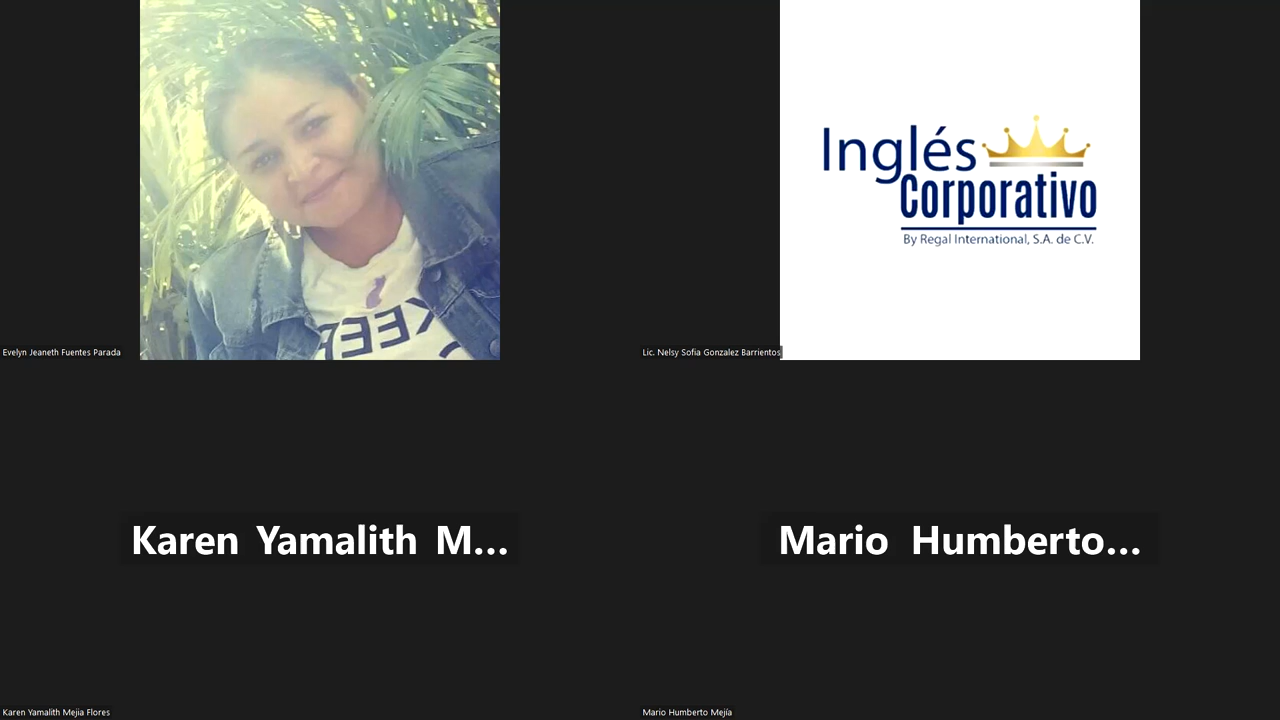 Inglés
Corporativo
By Regal International, S.A. de C.V.
Evelyn Jeaneth Fuentes Parada
Lic. Nelsy Sofia Gonzalez Barrientos
Karen Yamalith M...
Mario Humberto...
Karen Yamalith Mejia Flores
Mario Humberto Mejía